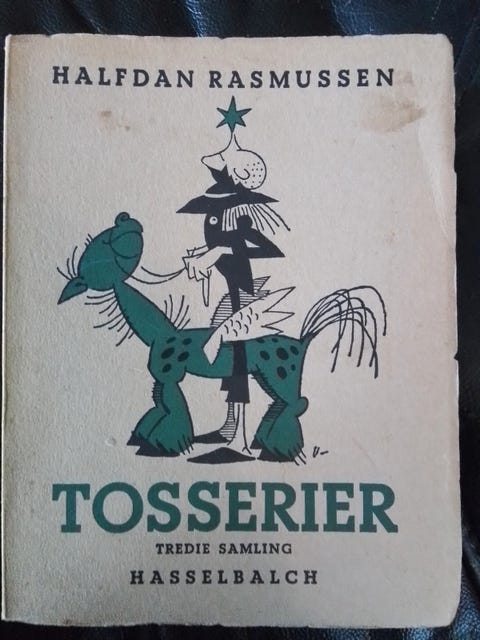 HALFDAN RASMUSSEN
TOSSERIER
TREDIE SAMLING
HASSELBALCH